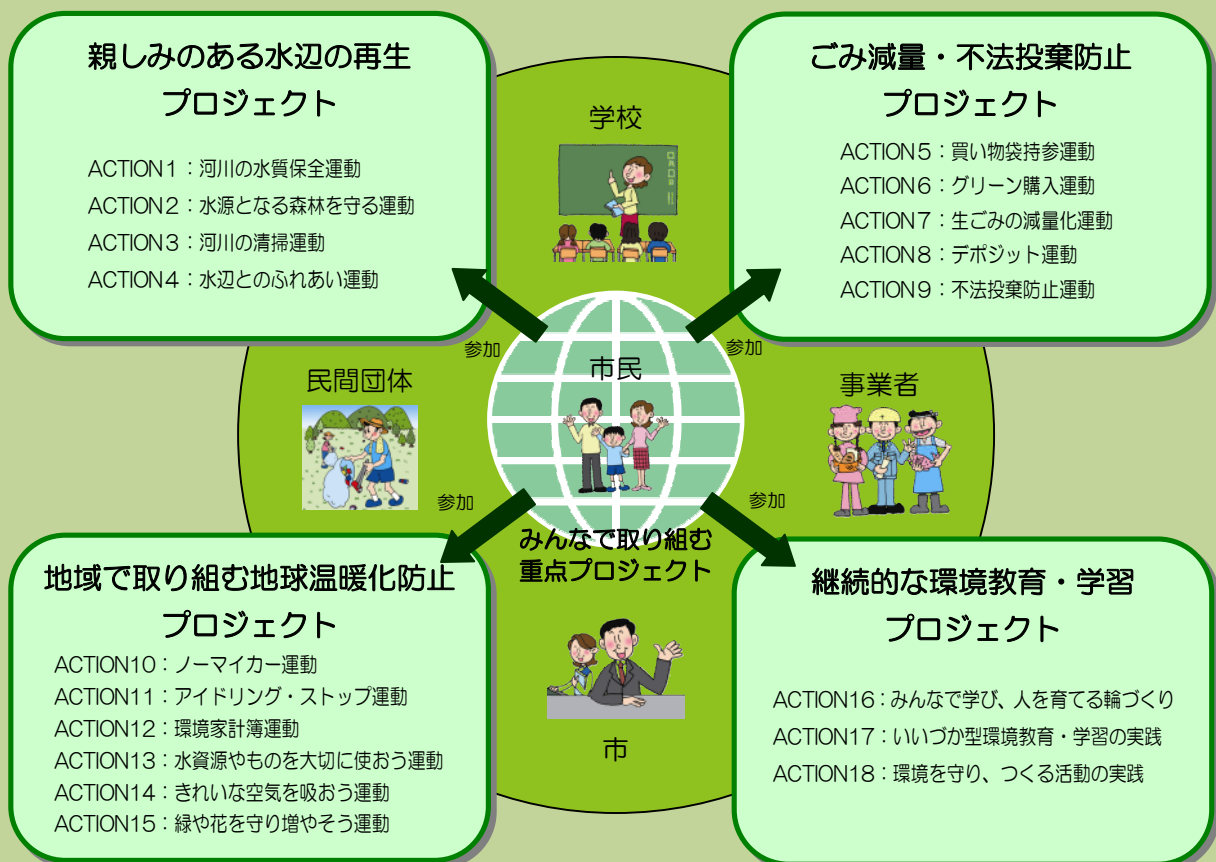 親しみのある水辺の再生
プロジェクト
ACTION1：河川の水質保全運動
ACTION2：水源となる森林を守る運動
ACTION3：河川の清掃運動
ACTION4：水辺とのふれあい運動
ごみ減量・不法投棄防止
プロジェクト
ACTION5：買い物袋持参運動
ACTION6：グリーン購入運動
ACTION7：生ごみの減量化運動
ACTION8：デポジット運動
ACTION9：不法投棄防止運動
学校
参加
参加
市民
民間団体
事業者
参加
参加
みんなで取り組む
重点プロジェクト
市
地域で取り組む地球温暖化防止
プロジェクト
ACTION10：ノーマイカー運動
ACTION11：アイドリング・ストップ運動
ACTION12：環境家計簿運動
ACTION13：水資源やものを大切に使おう運動
ACTION14：きれいな空気を吸おう運動
ACTION15：緑や花を守り増やそう運動
継続的な環境教育・学習
プロジェクト
ACTION16：みんなで学び、人を育てる輪づくり
ACTION17：いいづか型環境教育・学習の実践
ACTION18：環境を守り、つくる活動の実践